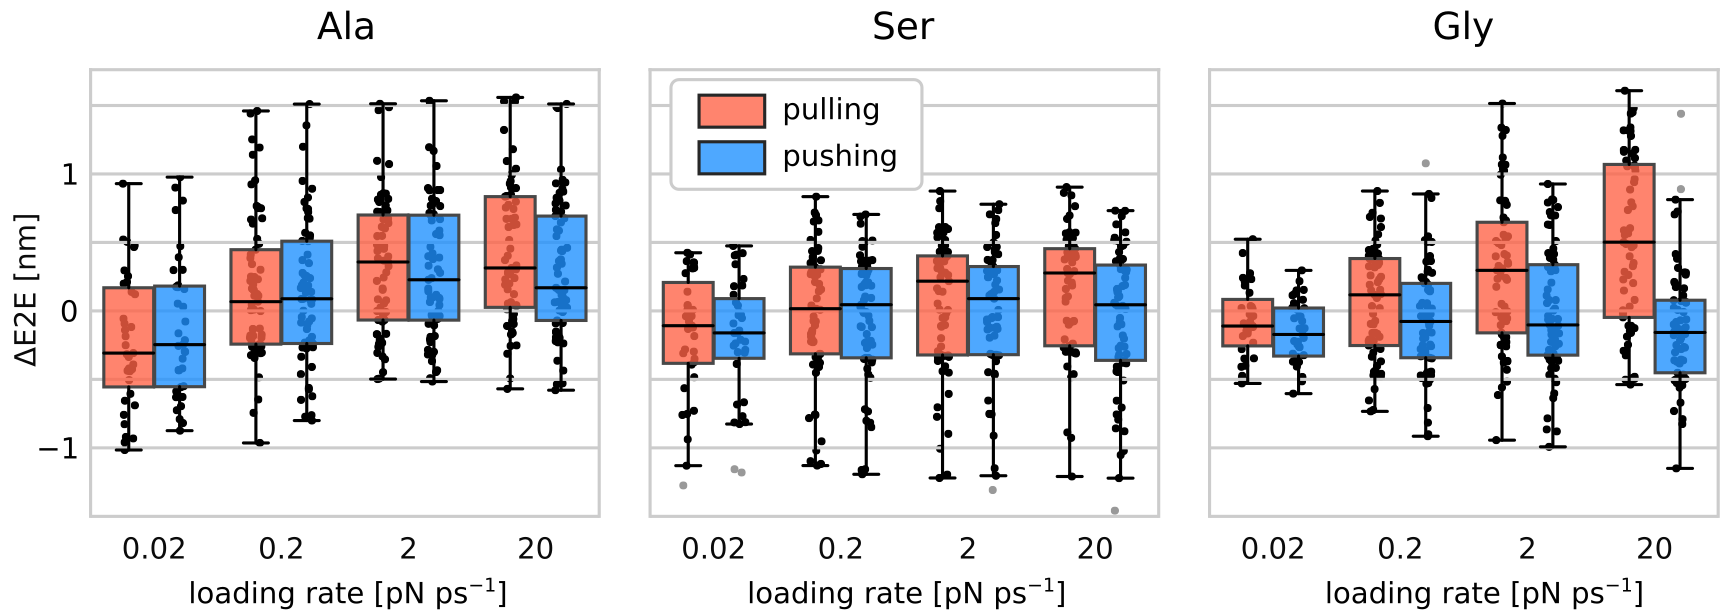 Ala
Ser
Gly
pulling
pushing
ΔE2E [nm]
1
0
−1
0.02 0.2 2 20
0.02 0.2 2 20
0.02 0.2 2 20
loading rate [pN ps⁻¹]
loading rate [pN ps⁻¹]
loading rate [pN ps⁻¹]